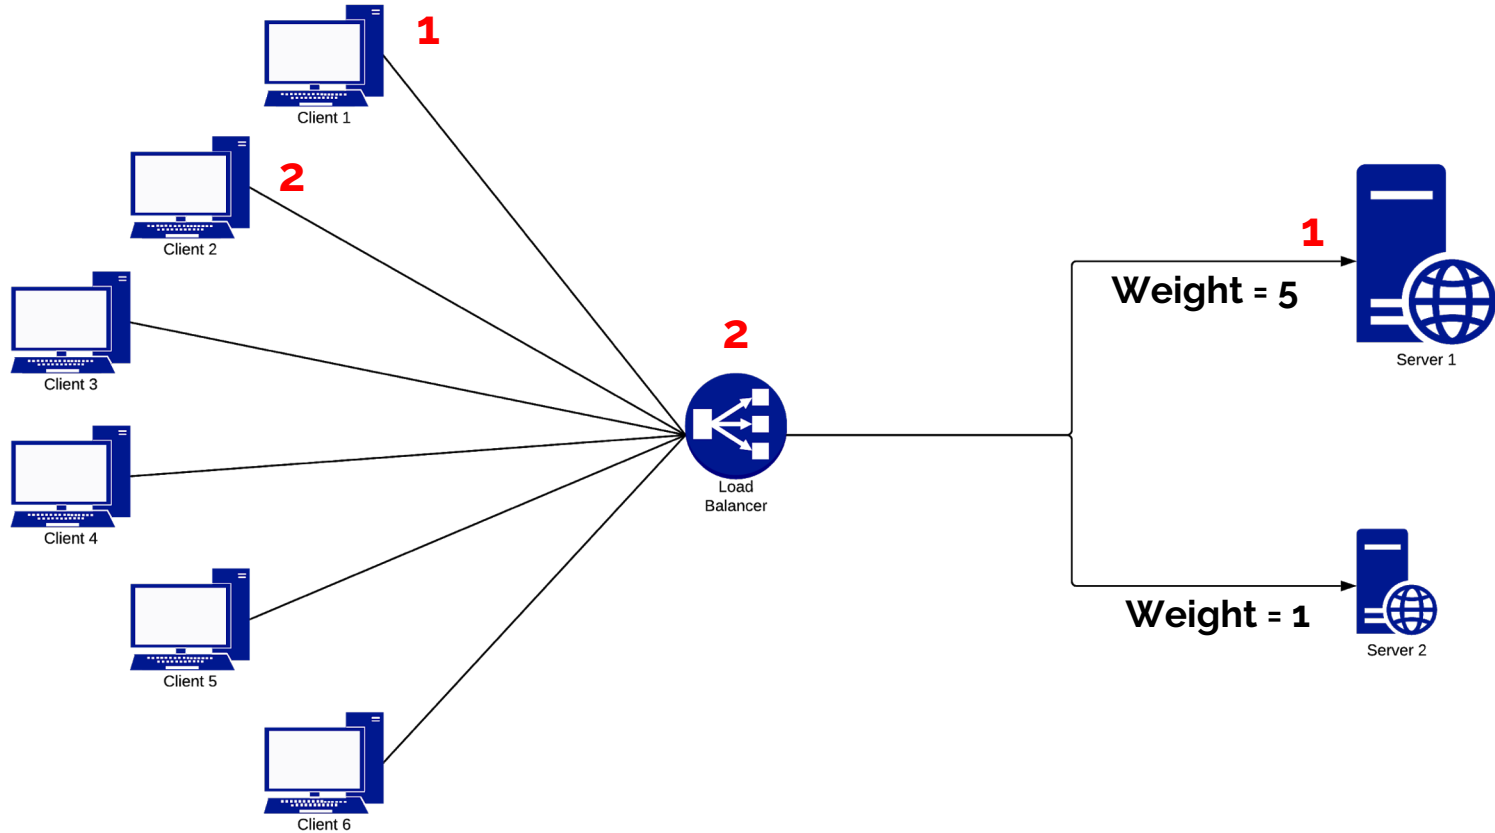 1
Client 1
2
Client 2
Client 3
Client 4
Client 5
Client 6
2
Load
Balancer
1
Weight = 5
Server 1
Weight = 1
Server 2